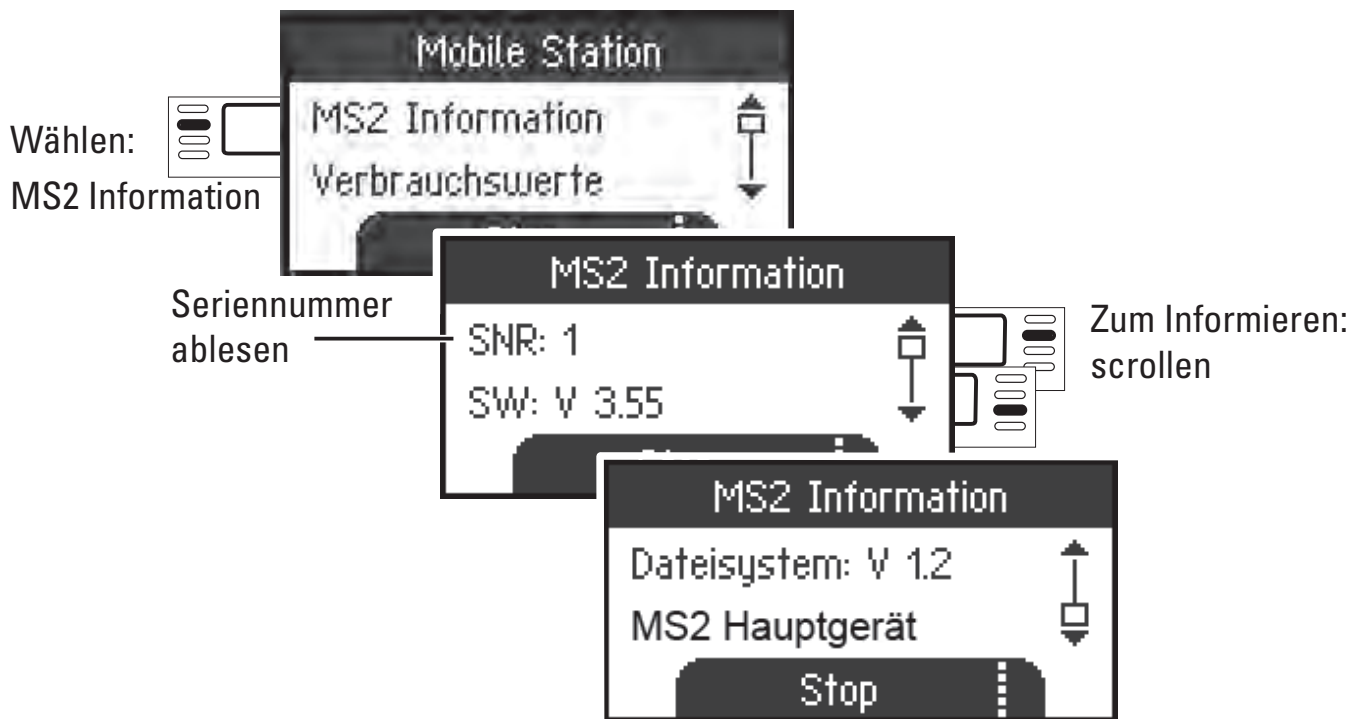 Mobile Station
MS2 Information
Verbrauchswerte
Wählen:
MS2 Information
MS2 Information
SNR: 1
SW: V 3.55
Seriennummer
ablesen
Zum Informieren:
scrollen
MS2 Information
Dateisystem: V 1.2
MS2 Hauptgerät
Stop